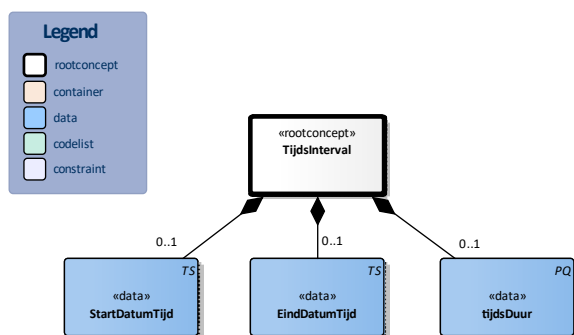 Legend
rootconcept
container
data
codelist
constraint
«rootconcept»
TijdsInterval
0..1
0..1
0..1
TS
«data»
StartDatumTijd
TS
«data»
EindDatumTijd
PQ
«data»
tijdsDuur